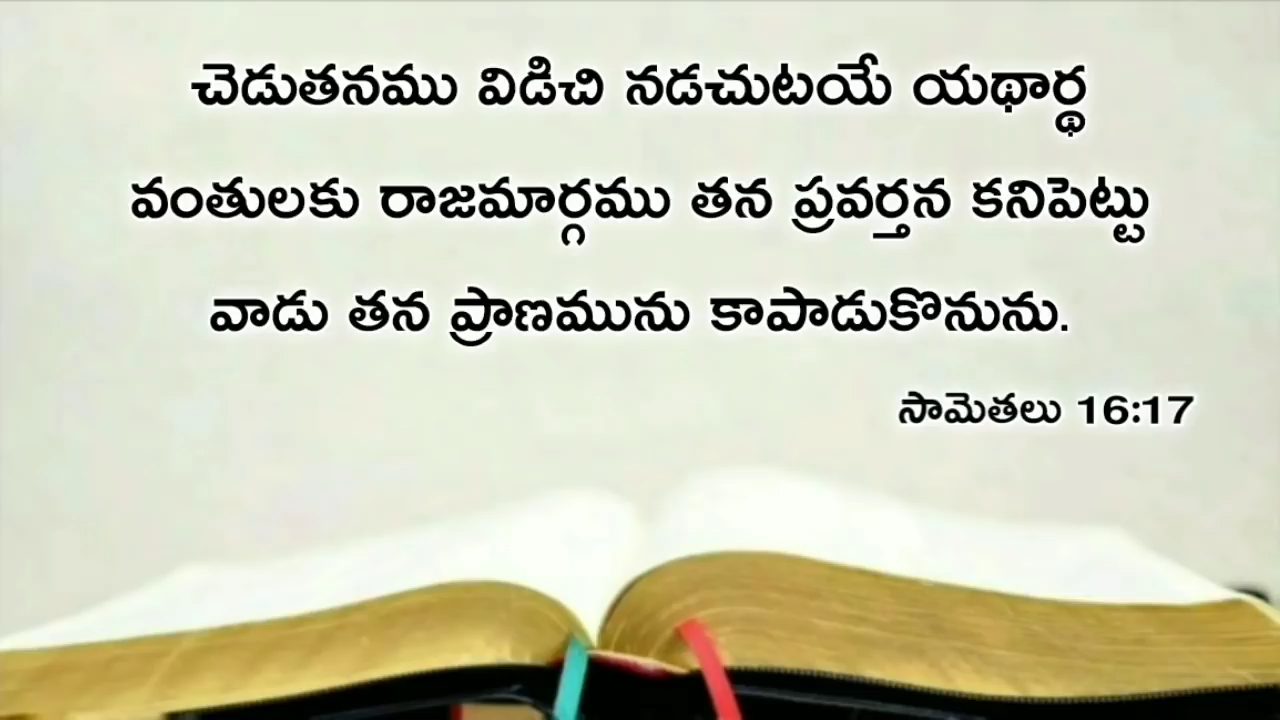 చెడుతనము విడిచి నడచుటయే యథార్థ
వంతులకు రాజమార్గము తన ప్రవర్తన కనిపెట్టు
వాడు తన ప్రాణమును కాపాడుకొనును.
సామెతలు 16:17